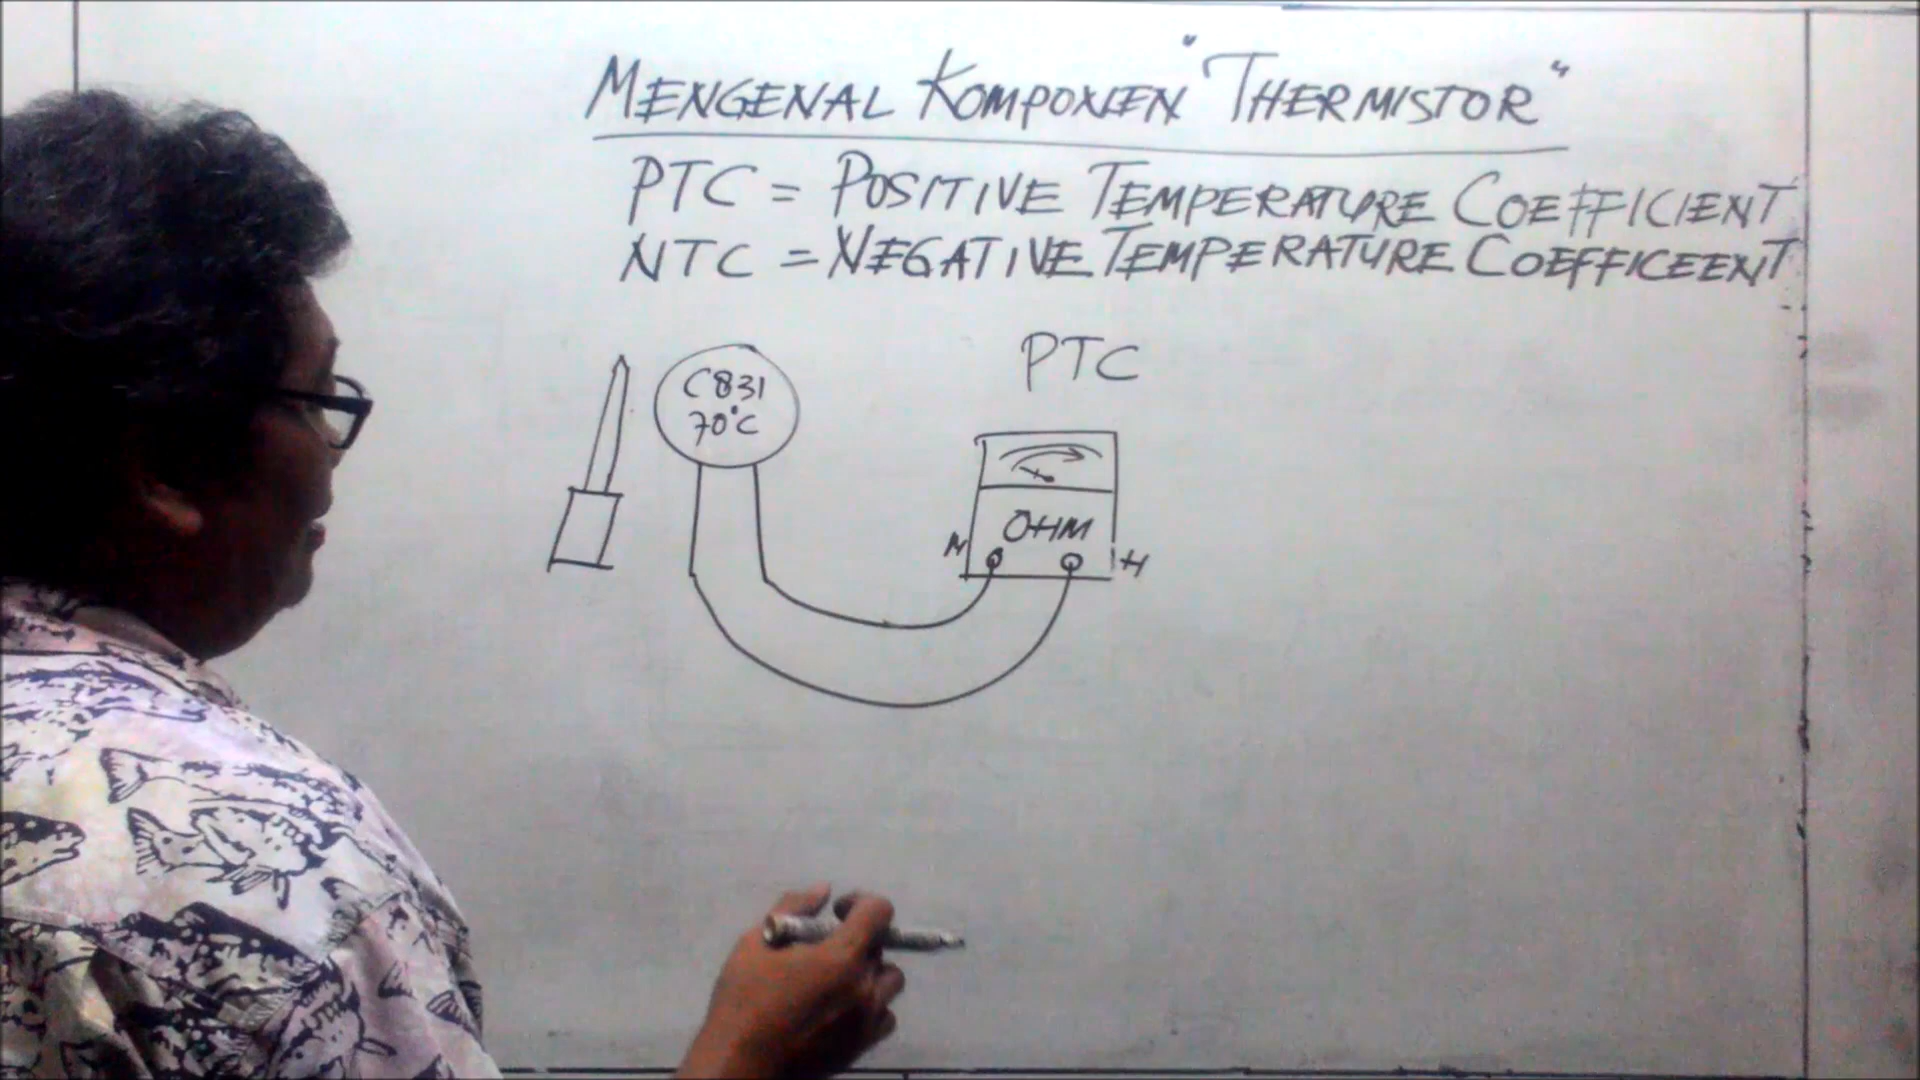 MENGENAL KOMPONEN "THERMISTOR"
PTC = POSITIVE TEMPERATURE COEFFICIENT
NTC = NEGATIVE TEMPERATURE COEFFICEENT
PTC
C831
70°C
OHM
M H